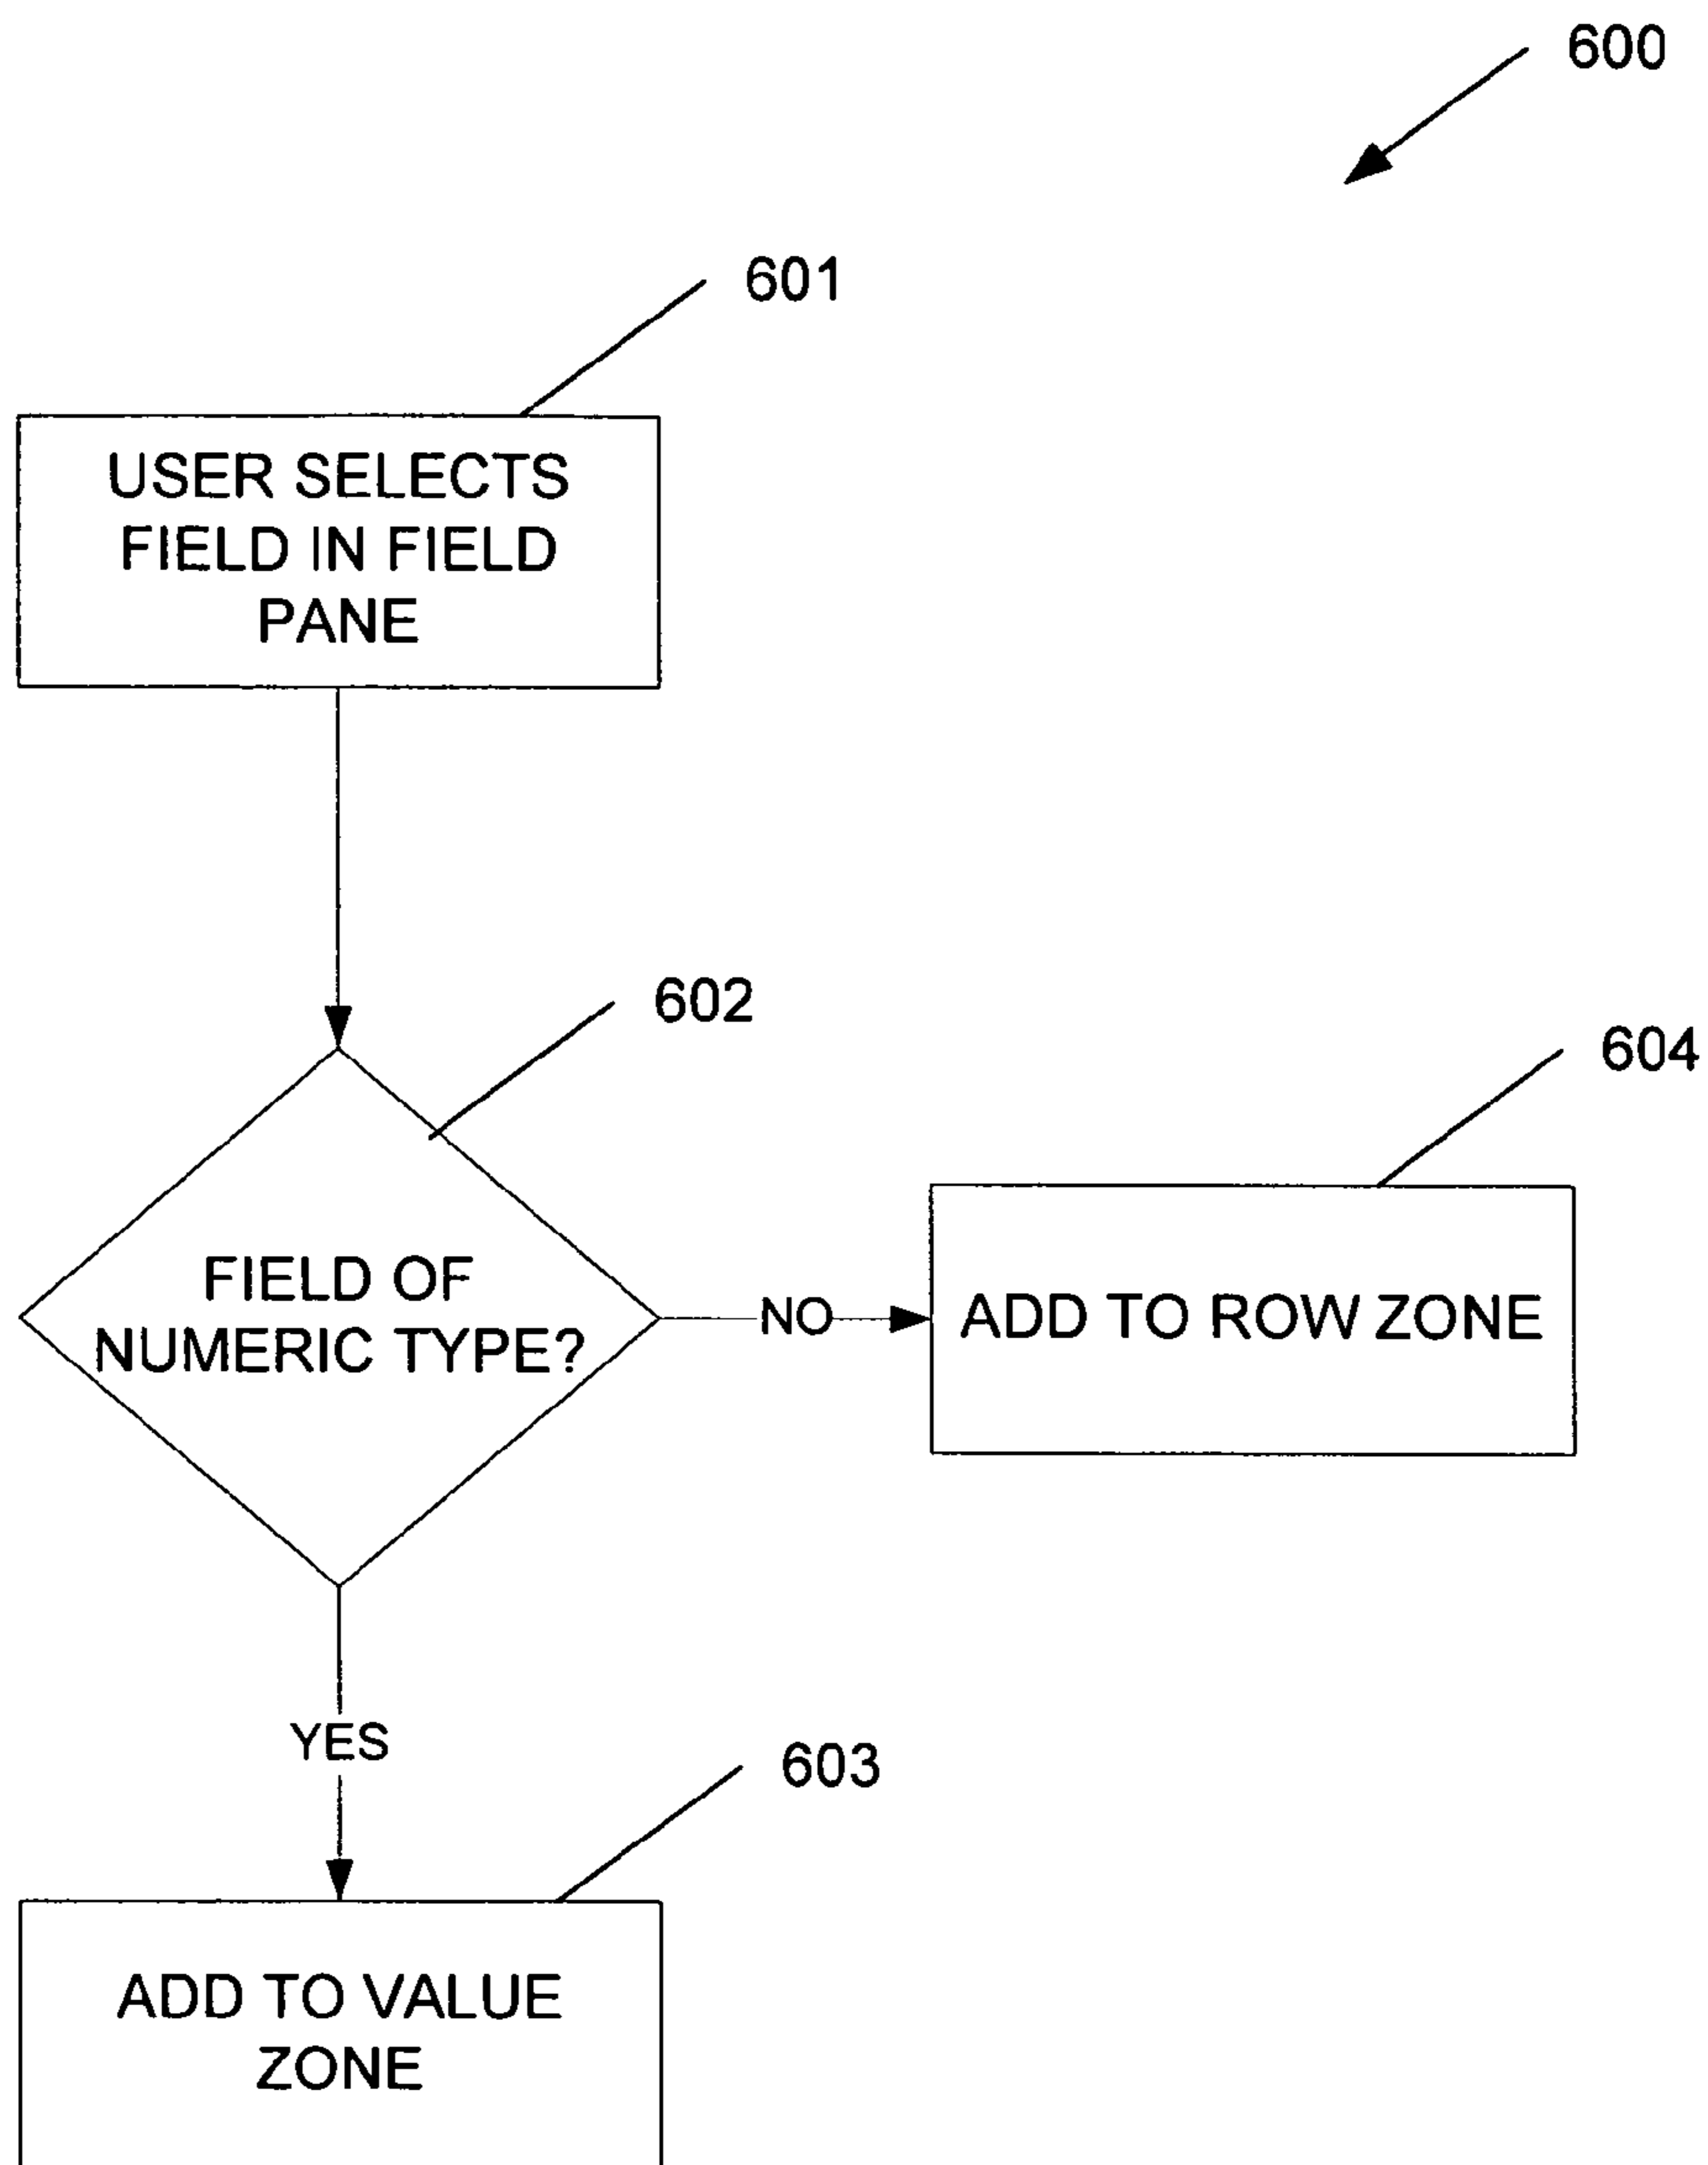 600
601
USER SELECTS
FIELD IN FIELD
PANE
602
604
FIELD OF
NUMERIC TYPE?
NO
ADD TO ROW ZONE
YES
603
ADD TO VALUE
ZONE